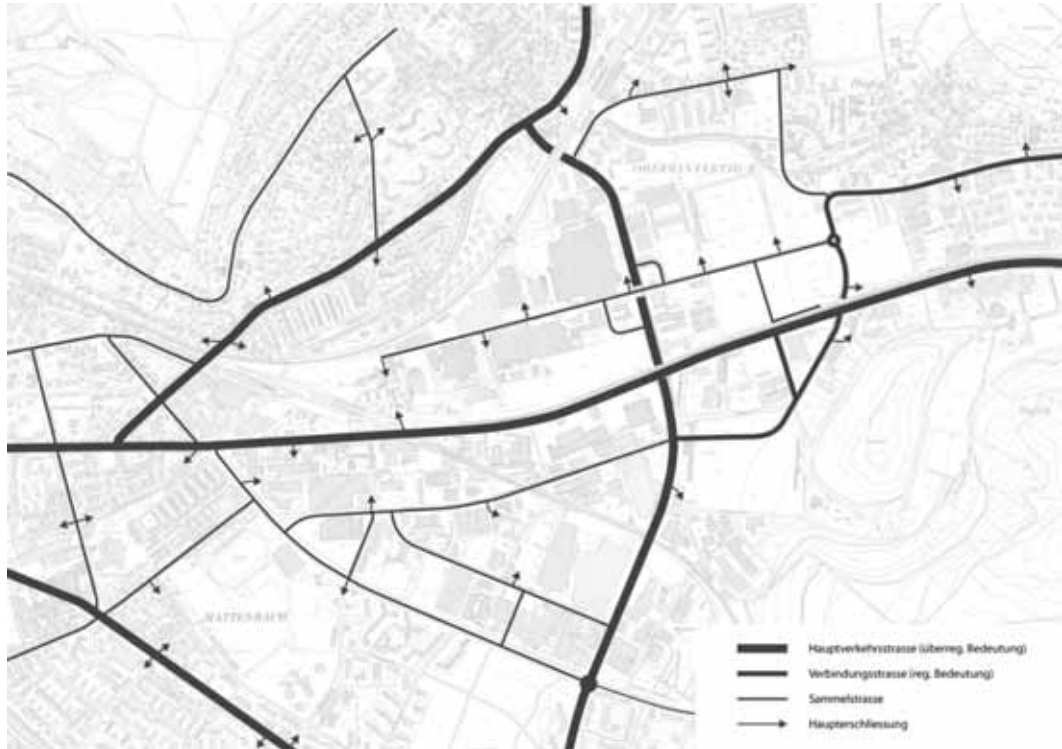 OBERWINTERTHUR
MATTENBACH
Hauptverkehrsstrasse (überreg. Bedeutung)
Verbindungsstrasse (reg. Bedeutung)
Sammelstrasse
Haupterschliessung